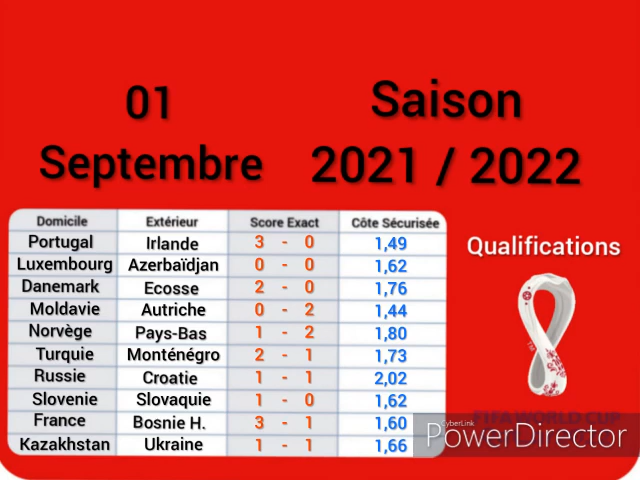 01 Septembre
Saison 2021 / 2022
Domicile Extérieur Score Exact Côte Sécurisée
Portugal Irlande 3 - 0 1,49
Luxembourg Azerbaïdjan 0 - 0 1,62
Danemark Ecosse 2 - 0 1,76
Moldavie Autriche 0 - 2 1,44
Norvège Pays-Bas 1 - 2 1,80
Turquie Monténégro 2 - 1 1,73
Russie Croatie 1 - 1 2,02
Slovenie Slovaquie 1 - 0 1,62
France Bosnie H. 3 - 1 1,60
Kazakhstan Ukraine 1 - 1 1,66
Qualifications
TM
FIFA WORLD CUP
CyberLink
PowerDirector